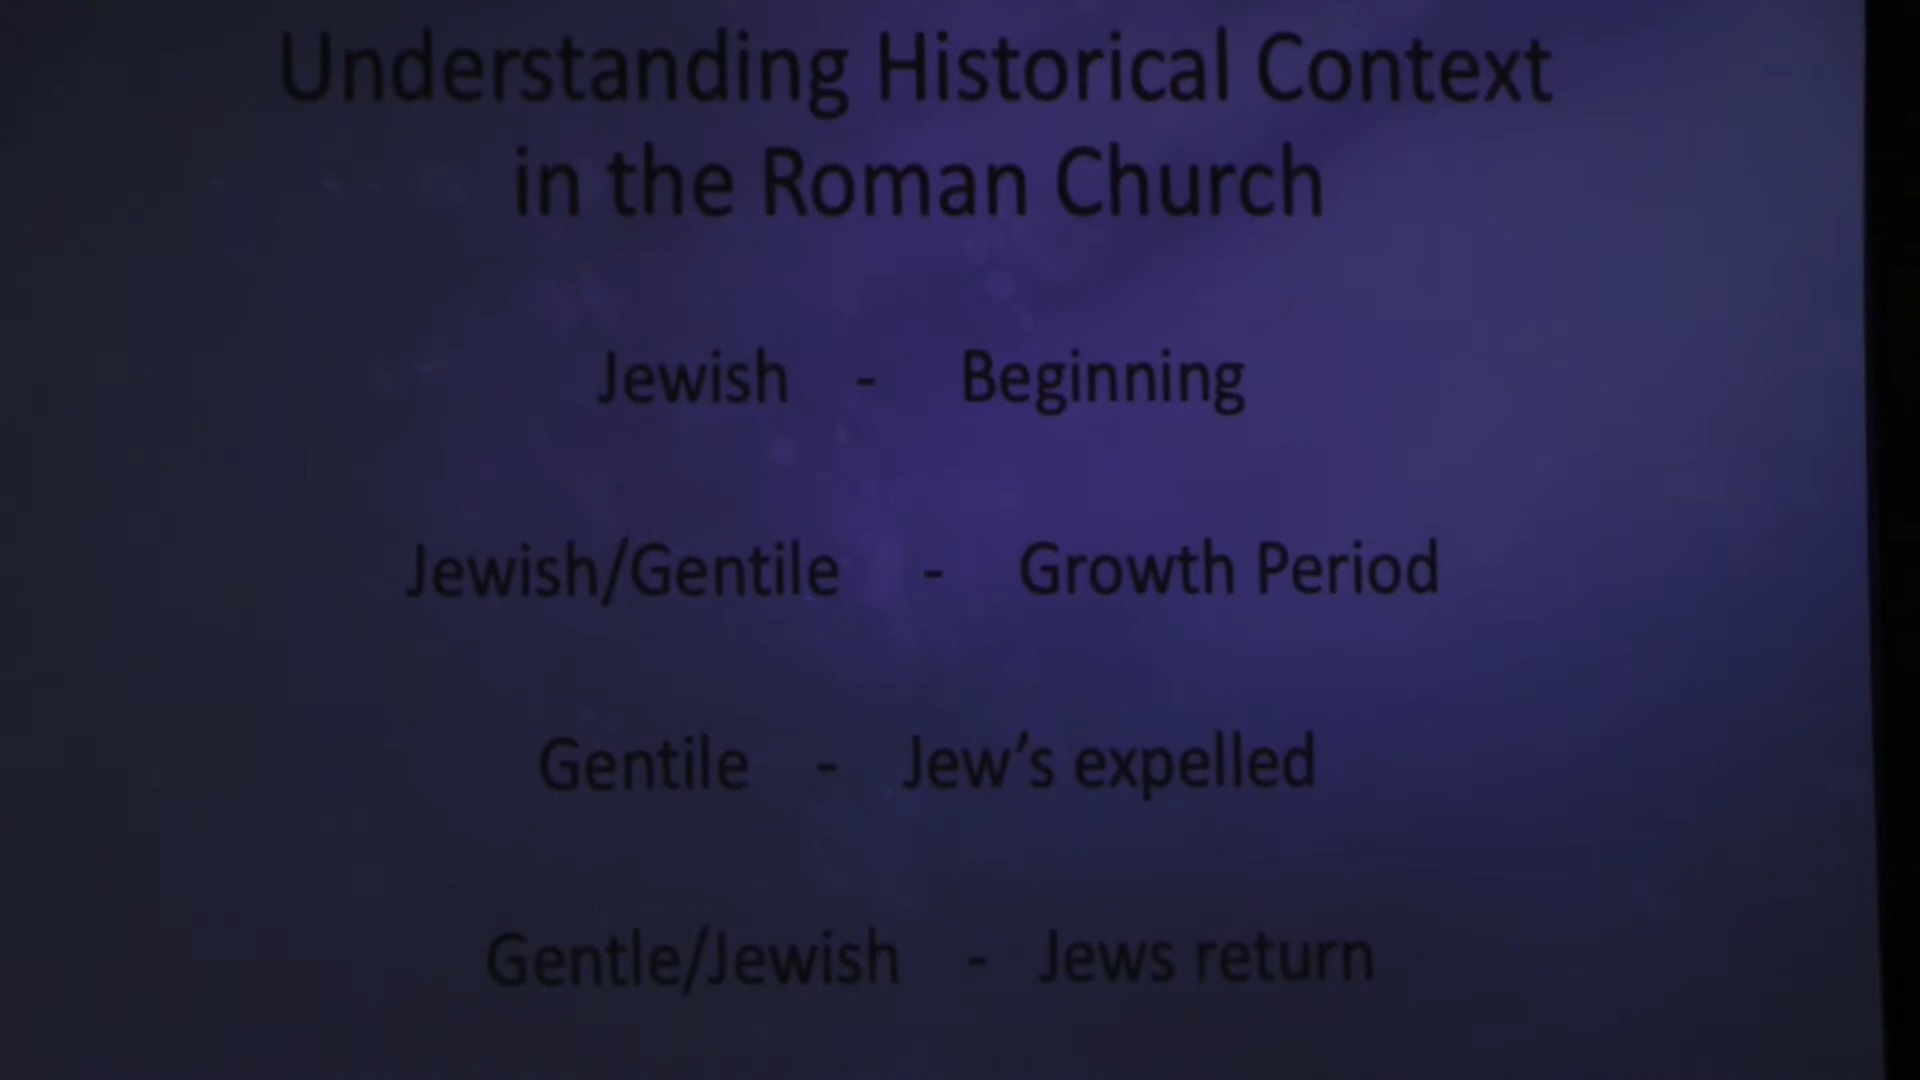 Understanding Historical Context
in the Roman Church
Jewish - Beginning
Jewish/Gentile - Growth Period
Gentile - Jew’s expelled
Gentle/Jewish - Jews return